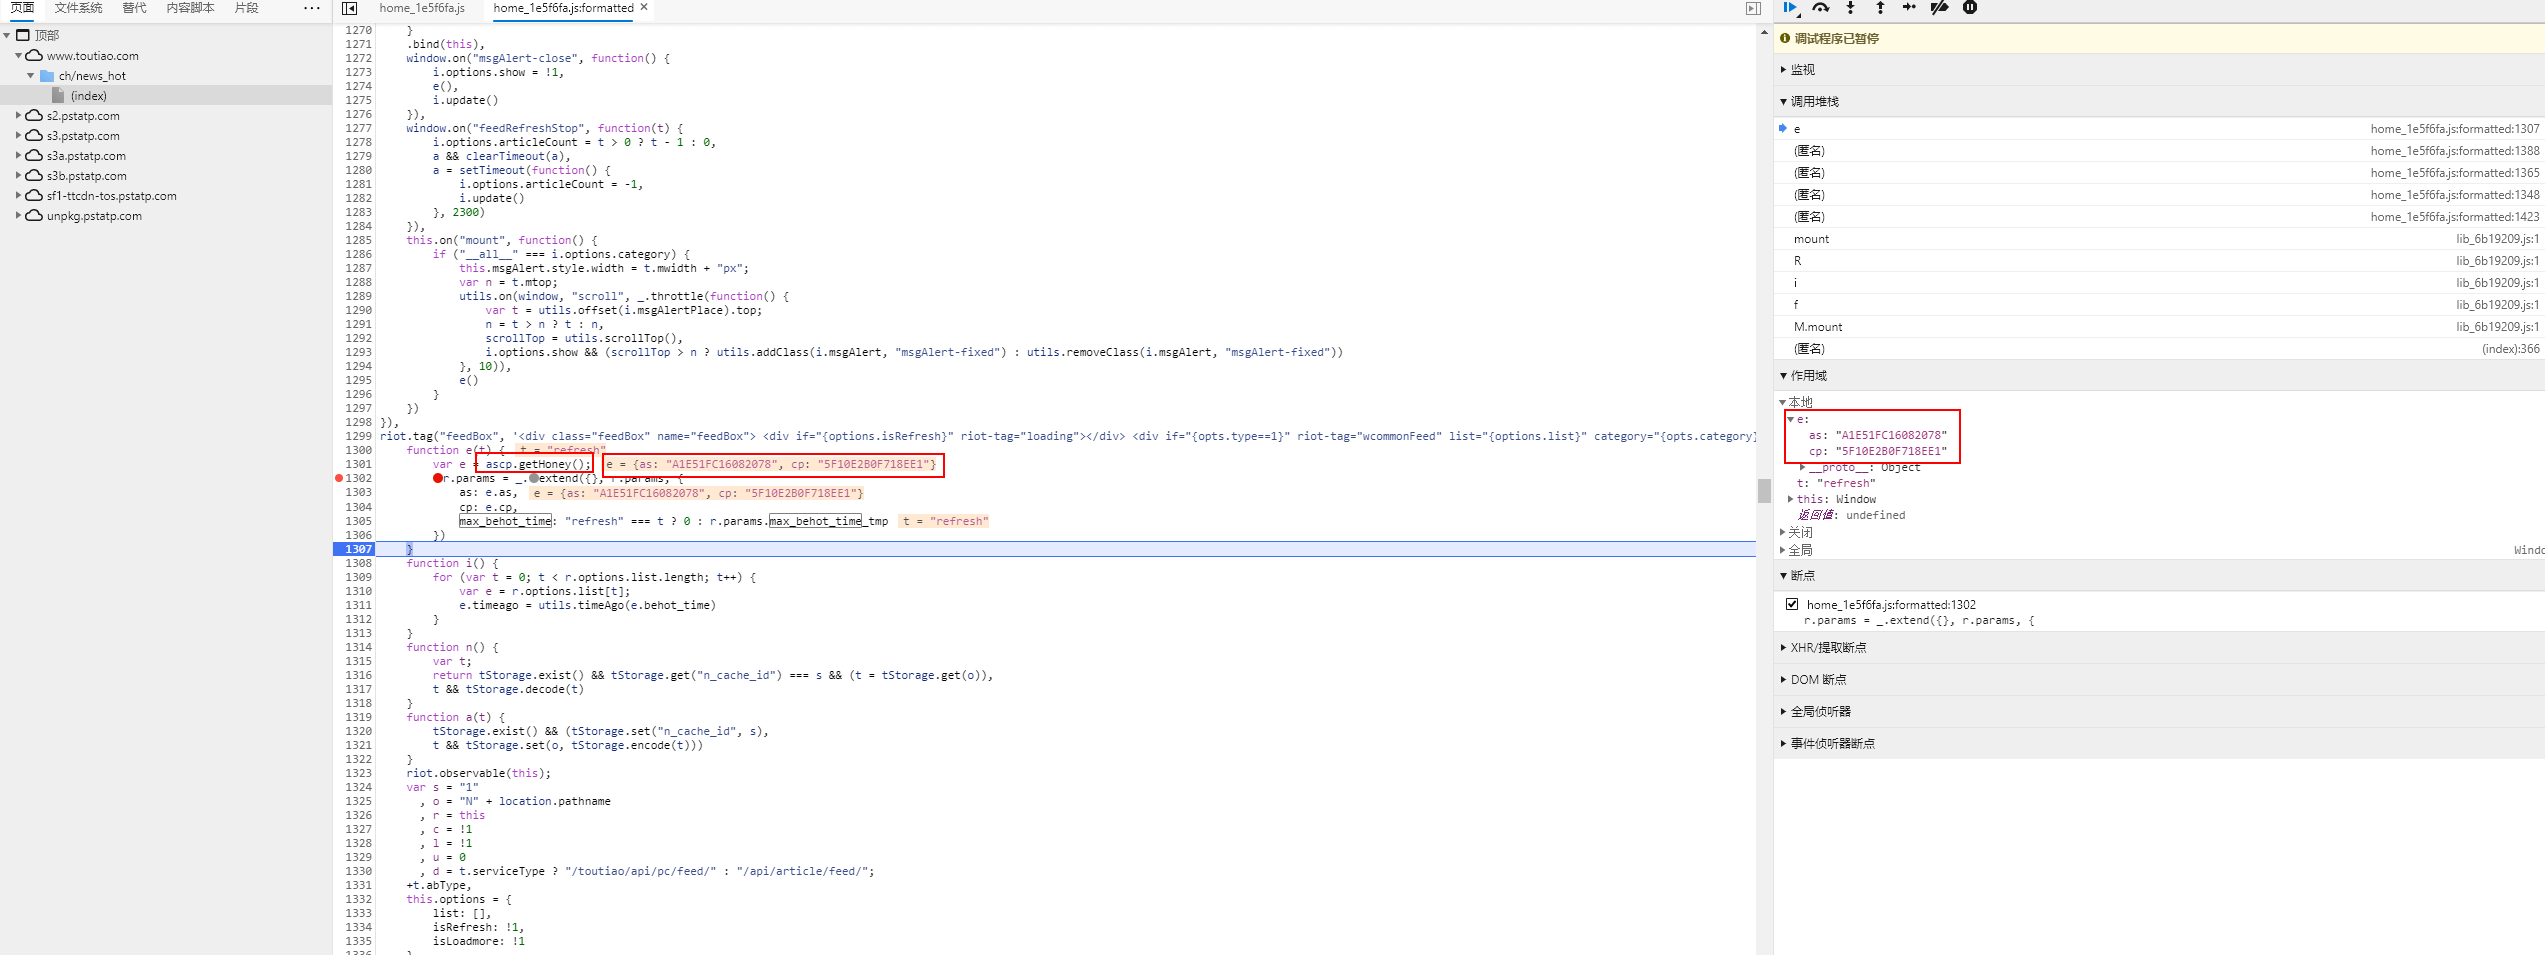 页面 文件系统 替代 内容脚本 片段 ···
顶部
www.toutiao.com
ch/news_hot
(index)
s2.pstatp.com
s3.pstatp.com
s3a.pstatp.com
s3b.pstatp.com
sf1-ttcdn-tos.pstatp.com
unpkg.pstatp.com
home_1e5f6fa.js home_1e5f6fa.js:formatted ×
1270 }
1271 .bind(this),
1272 window.on("msgAlert-close", function() {
1273 i.options.show = !1,
1274 e(),
1275 i.update()
1276 }),
1277 window.on("feedRefreshStop", function(t) {
1278 i.options.articleCount = t > 0 ? t - 1 : 0,
1279 a && clearTimeout(a),
1280 a = setTimeout(function() {
1281 i.options.articleCount = -1,
1282 i.update()
1283 }, 2300)
1284 }),
1285 this.on("mount", function() {
1286 if ("__all__" === i.options.category) {
1287 this.msgAlert.style.width = t.mwidth + "px";
1288 var n = t.mtop;
1289 utils.on(window, "scroll", _.throttle(function() {
1290 var t = utils.offset(i.msgAlertPlace).top;
1291 n = t > n ? t : n,
1292 scrollTop = utils.scrollTop(),
1293 i.options.show && (scrollTop > n ? utils.addClass(i.msgAlert, "msgAlert-fixed") : utils.removeClass(i.msgAlert, "msgAlert-fixed"))
1294 }, 10)),
1295 e()
1296 }
1297 })
1298 }),
1299 riot.tag("feedBox", '<div class="feedBox" name="feedBox"> <div if="{options.isRefresh}" riot-tag="loading"></div> <div if="{opts.type==1}" riot-tag="wcommonFeed" list="{options.list}" category="{opts.category}
1300 function e(t) { t = "refresh"
1301 var e = ascp.getHoney(); e = {as: "A1E51FC16082078", cp: "5F10E2B0F718EE1"}
1302 r.params = _.extend({}, r.params, {
1303 as: e.as, e = {as: "A1E51FC16082078", cp: "5F10E2B0F718EE1"}
1304 cp: e.cp,
1305 max_behot_time: "refresh" === t ? 0 : r.params.max_behot_time_tmp t = "refresh"
1306 })
1307 }
1308 function i() {
1309 for (var t = 0; t < r.options.list.length; t++) {
1310 var e = r.options.list[t];
1311 e.timeago = utils.timeAgo(e.behot_time)
1312 }
1313 }
1314 function n() {
1315 var t;
1316 return tStorage.exist() && tStorage.get("n_cache_id") === s && (t = tStorage.get(o)),
1317 t && tStorage.decode(t)
1318 }
1319 function a(t) {
1320 tStorage.exist() && (tStorage.set("n_cache_id", s),
1321 t && tStorage.set(o, tStorage.encode(t)))
1322 }
1323 riot.observable(this);
1324 var s = "1"
1325 , o = "N" + location.pathname
1326 , r = this
1327 , c = !1
1328 , l = !1
1329 , u = 0
1330 , d = t.serviceType ? "/toutiao/api/pc/feed/" : "/api/article/feed/";
1331 +t.abType,
1332 this.options = {
1333 list: [],
1334 isRefresh: !1,
1335 isLoadmore: !1
调试程序已暂停
监视
调用堆栈
e home_1e5f6fa.js:formatted:1307
(匿名) home_1e5f6fa.js:formatted:1388
(匿名) home_1e5f6fa.js:formatted:1365
(匿名) home_1e5f6fa.js:formatted:1348
(匿名) home_1e5f6fa.js:formatted:1423
mount lib_6b19209.js:1
R lib_6b19209.js:1
i lib_6b19209.js:1
f lib_6b19209.js:1
M.mount lib_6b19209.js:1
(匿名) (index):366
作用域
本地
e:
as: "A1E51FC16082078"
cp: "5F10E2B0F718EE1"
__proto__: Object
t: "refresh"
this: Window
返回值: undefined
关闭
全局
断点
home_1e5f6fa.js:formatted:1302
r.params = _.extend({}, r.params, {
XHR/提取断点
DOM 断点
全局侦听器
事件侦听器断点